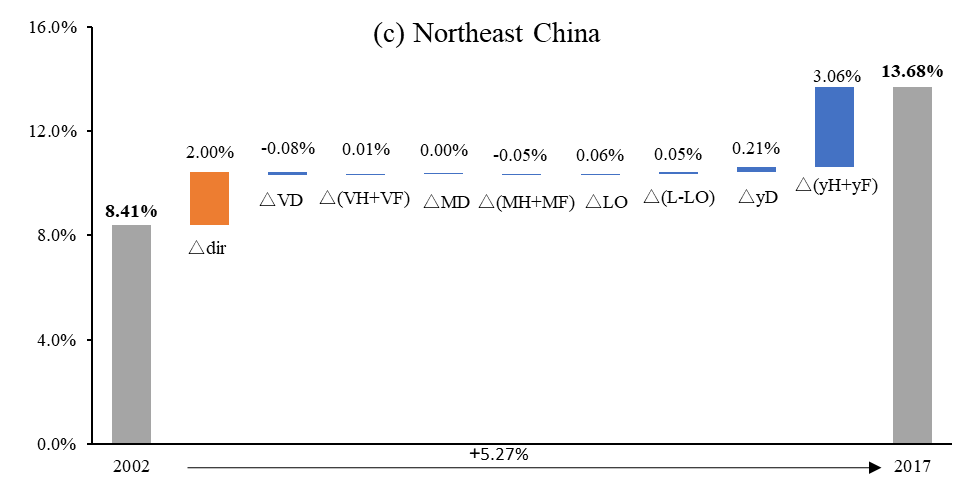 (c) Northeast China
16.0%
12.0%
8.0%
4.0%
0.0%
8.41%
2.00%
-0.08%
0.01%
0.00%
-0.05%
0.06%
0.05%
0.21%
3.06%
13.68%
△dir
△VD
△(VH+VF)
△MD
△(MH+MF)
△LO
△(L-LO)
△yD
△(yH+yF)
2002
+5.27%
2017